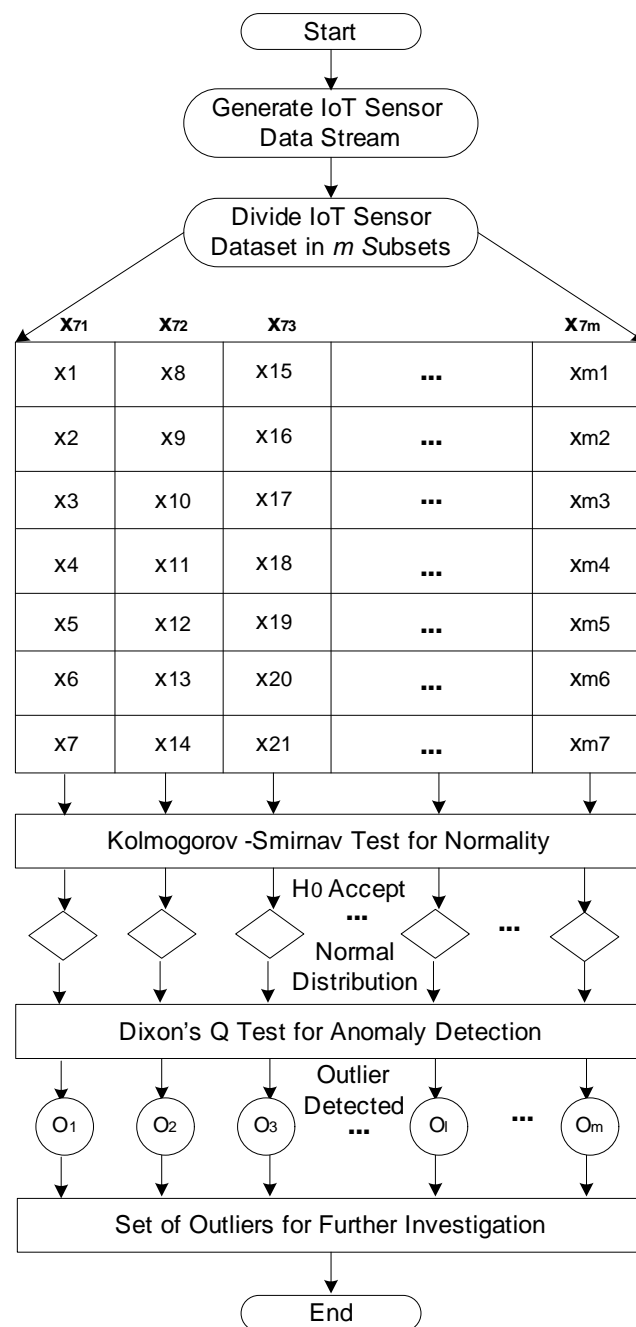 Start
Generate IoT Sensor
Data Stream
Divide IoT Sensor
Dataset in m Subsets
x71 x72 x73 x7m
x1 x8 x15 ... xm1
x2 x9 x16 ... xm2
x3 x10 x17 ... xm3
x4 x11 x18 ... xm4
x5 x12 x19 ... xm5
x6 x13 x20 ... xm6
x7 x14 x21 ... xm7
Kolmogorov -Smirnav Test for Normality
H0 Accept
... ...
Normal
Distribution
Dixon's Q Test for Anomaly Detection
Outlier
Detected
O1 O2 O3 ... Ol ... Om
Set of Outliers for Further Investigation
End